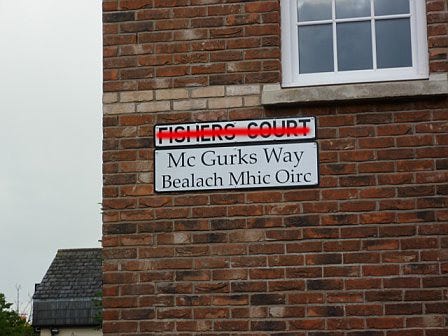 FISHERS COURT
Mc Gurks Way
Bealach Mhic Oirc